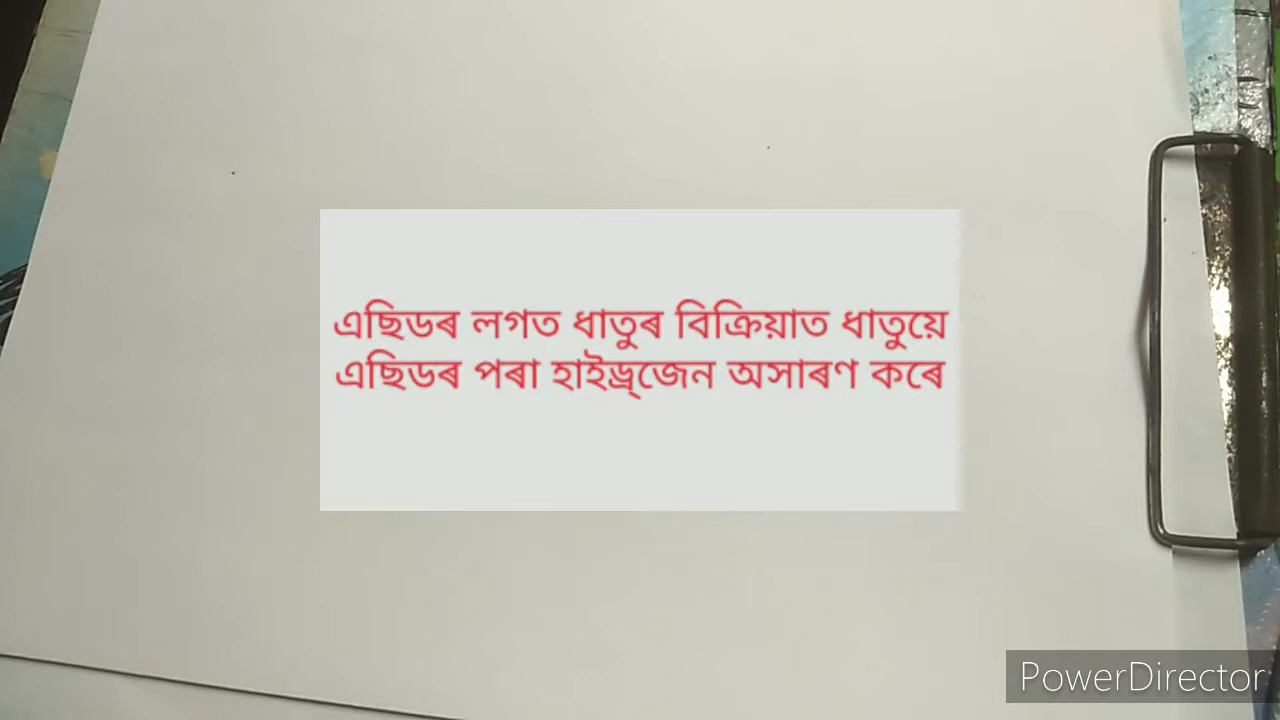 এছিডৰ লগত ধাতুৰ বিক্ৰিয়াত ধাতুয়ে
এছিডৰ পৰা হাইড্ৰ্জেন অসাৰণ কৰে
PowerDirector